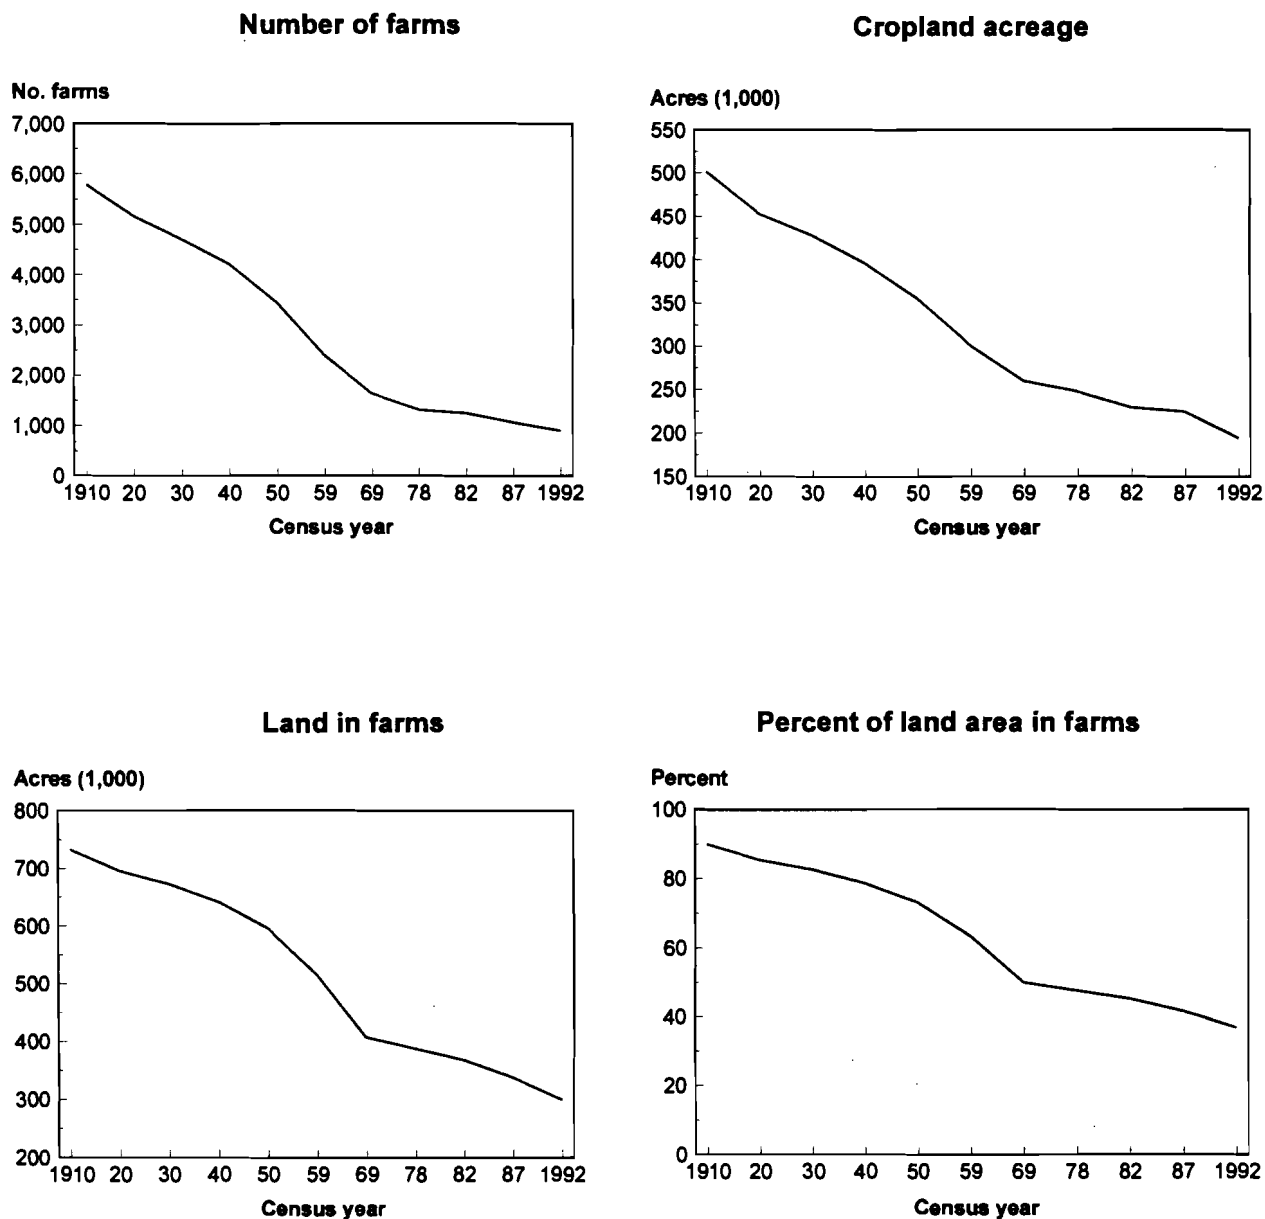 Number of farms
No. farms
7,000
6,000
5,000
4,000
3,000
2,000
1,000
0
1910 20 30 40 50 59 69 78 82 87 1992
Census year
Cropland acreage
Acres (1,000)
550
500
450
400
350
300
250
200
150
1910 20 30 40 50 59 69 78 82 87 1992
Census year
Land in farms
Acres (1,000)
800
700
600
500
400
300
200
1910 20 30 40 50 59 69 78 82 87 1992
Census year
Percent of land area in farms
Percent
100
80
60
40
20
0
1910 20 30 40 50 59 69 78 82 87 1992
Census year